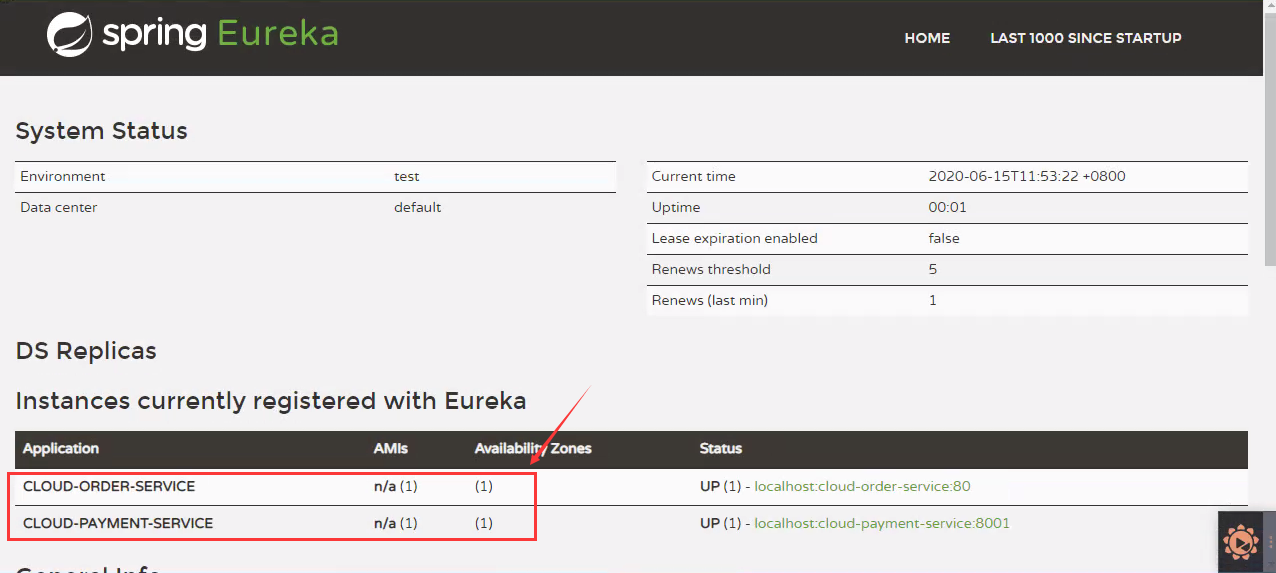 spring Eureka
HOME LAST 1000 SINCE STARTUP
System Status
Environment test
Data center default
Current time 2020-06-15T11:53:22 +0800
Uptime 00:01
Lease expiration enabled false
Renews threshold 5
Renews (last min) 1
DS Replicas
Instances currently registered with Eureka
Application AMIs Availability Zones Status
CLOUD-ORDER-SERVICE n/a (1) (1) UP (1) - localhost:cloud-order-service:80
CLOUD-PAYMENT-SERVICE n/a (1) (1) UP (1) - localhost:cloud-payment-service:8001
General Info